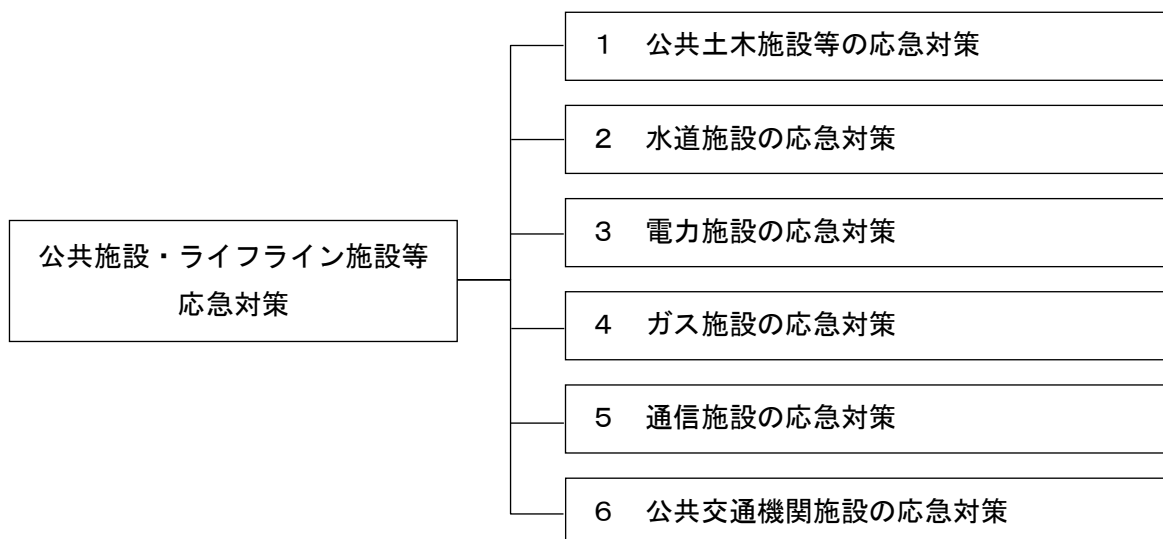 公共施設・ライフライン施設等
応急対策
１　公共土木施設等の応急対策
２　水道施設の応急対策
３　電力施設の応急対策
４　ガス施設の応急対策
５　通信施設の応急対策
６　公共交通機関施設の応急対策